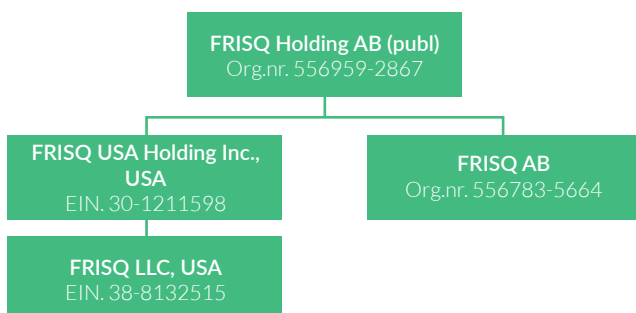 FRISQ Holding AB (publ)
Org.nr. 556959-2867
FRISQ USA Holding Inc.,
USA
EIN. 30-1211598
FRISQ AB
Org.nr. 556783-5664
FRISQ LLC, USA
EIN. 38-8132515